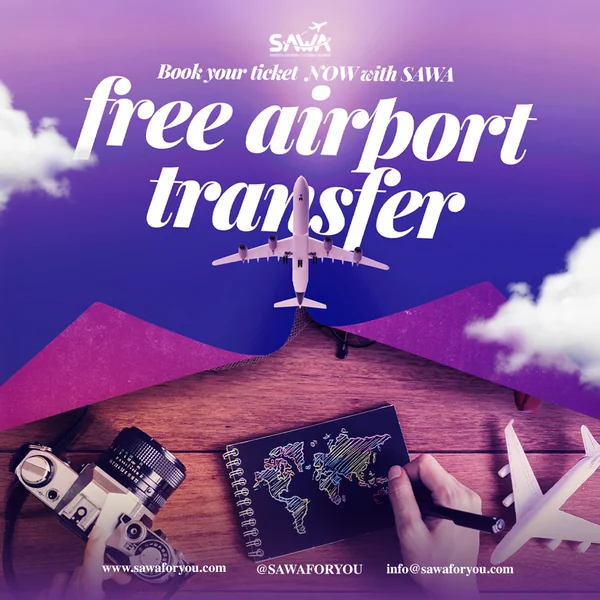 SAWA
Book your ticket NOW with SAWA
free airport
transfer
www.sawaforyou.com @SAWAFORYOU info@sawaforyou.com